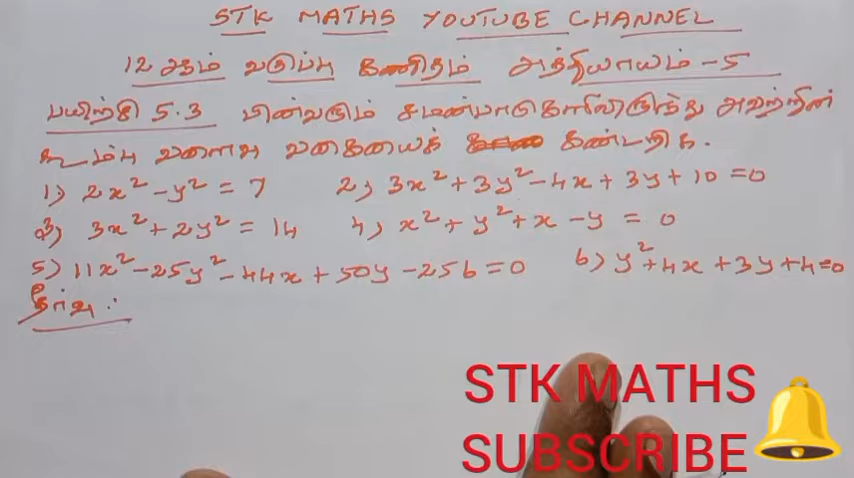 STK MATHS YOUTUBE CHANNEL
12 ஆம் வகுப்பு கணிதம் அத்தியாயம் - 5
பயிற்சி 5.3 பின்வரும் சமன்பாடுகளிலிருந்து அவற்றின்
கூம்பு வளைவு வகையைக் கண்டறிக.
1) 2x² - y² = 7 2) 3x² + 3y² - 4x + 3y + 10 = 0
3) 3x² + 2y² = 14 4) x² + y² + x - y = 0
5) 11x² - 25y² - 44x + 50y - 256 = 0 6) y² + 4x + 3y + 4 = 0
தீர்வு :
STK MATHS
SUBSCRIBE